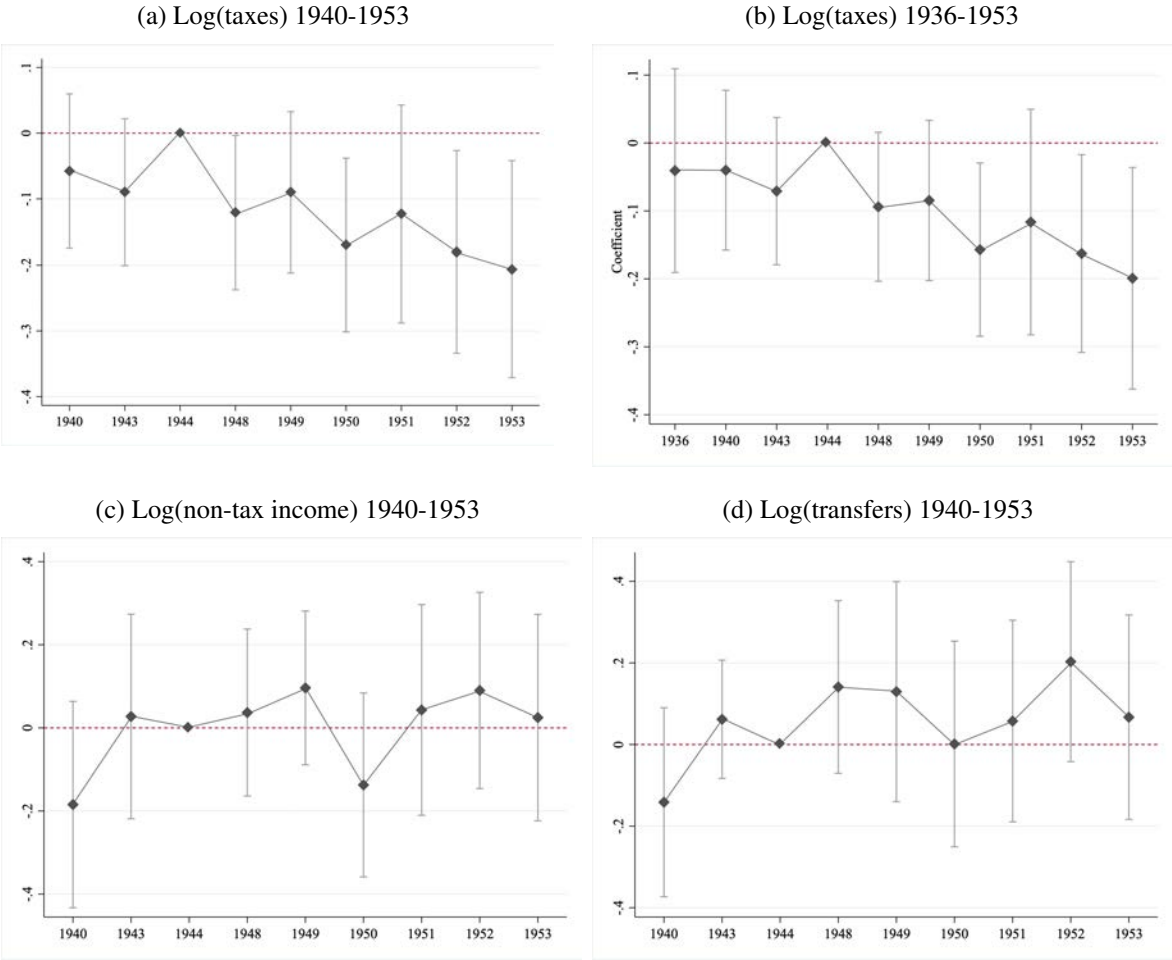 (a) Log(taxes) 1940-1953
.1
0
-.1
-.2
-.3
-.4
1940 1943 1944 1948 1949 1950 1951 1952 1953
(b) Log(taxes) 1936-1953
Coefficient
.1
0
-.1
-.2
-.3
-.4
1936 1940 1943 1944 1948 1949 1950 1951 1952 1953
(c) Log(non-tax income) 1940-1953
.4
.2
0
-.2
-.4
1940 1943 1944 1948 1949 1950 1951 1952 1953
(d) Log(transfers) 1940-1953
.4
.2
0
-.2
-.4
1940 1943 1944 1948 1949 1950 1951 1952 1953